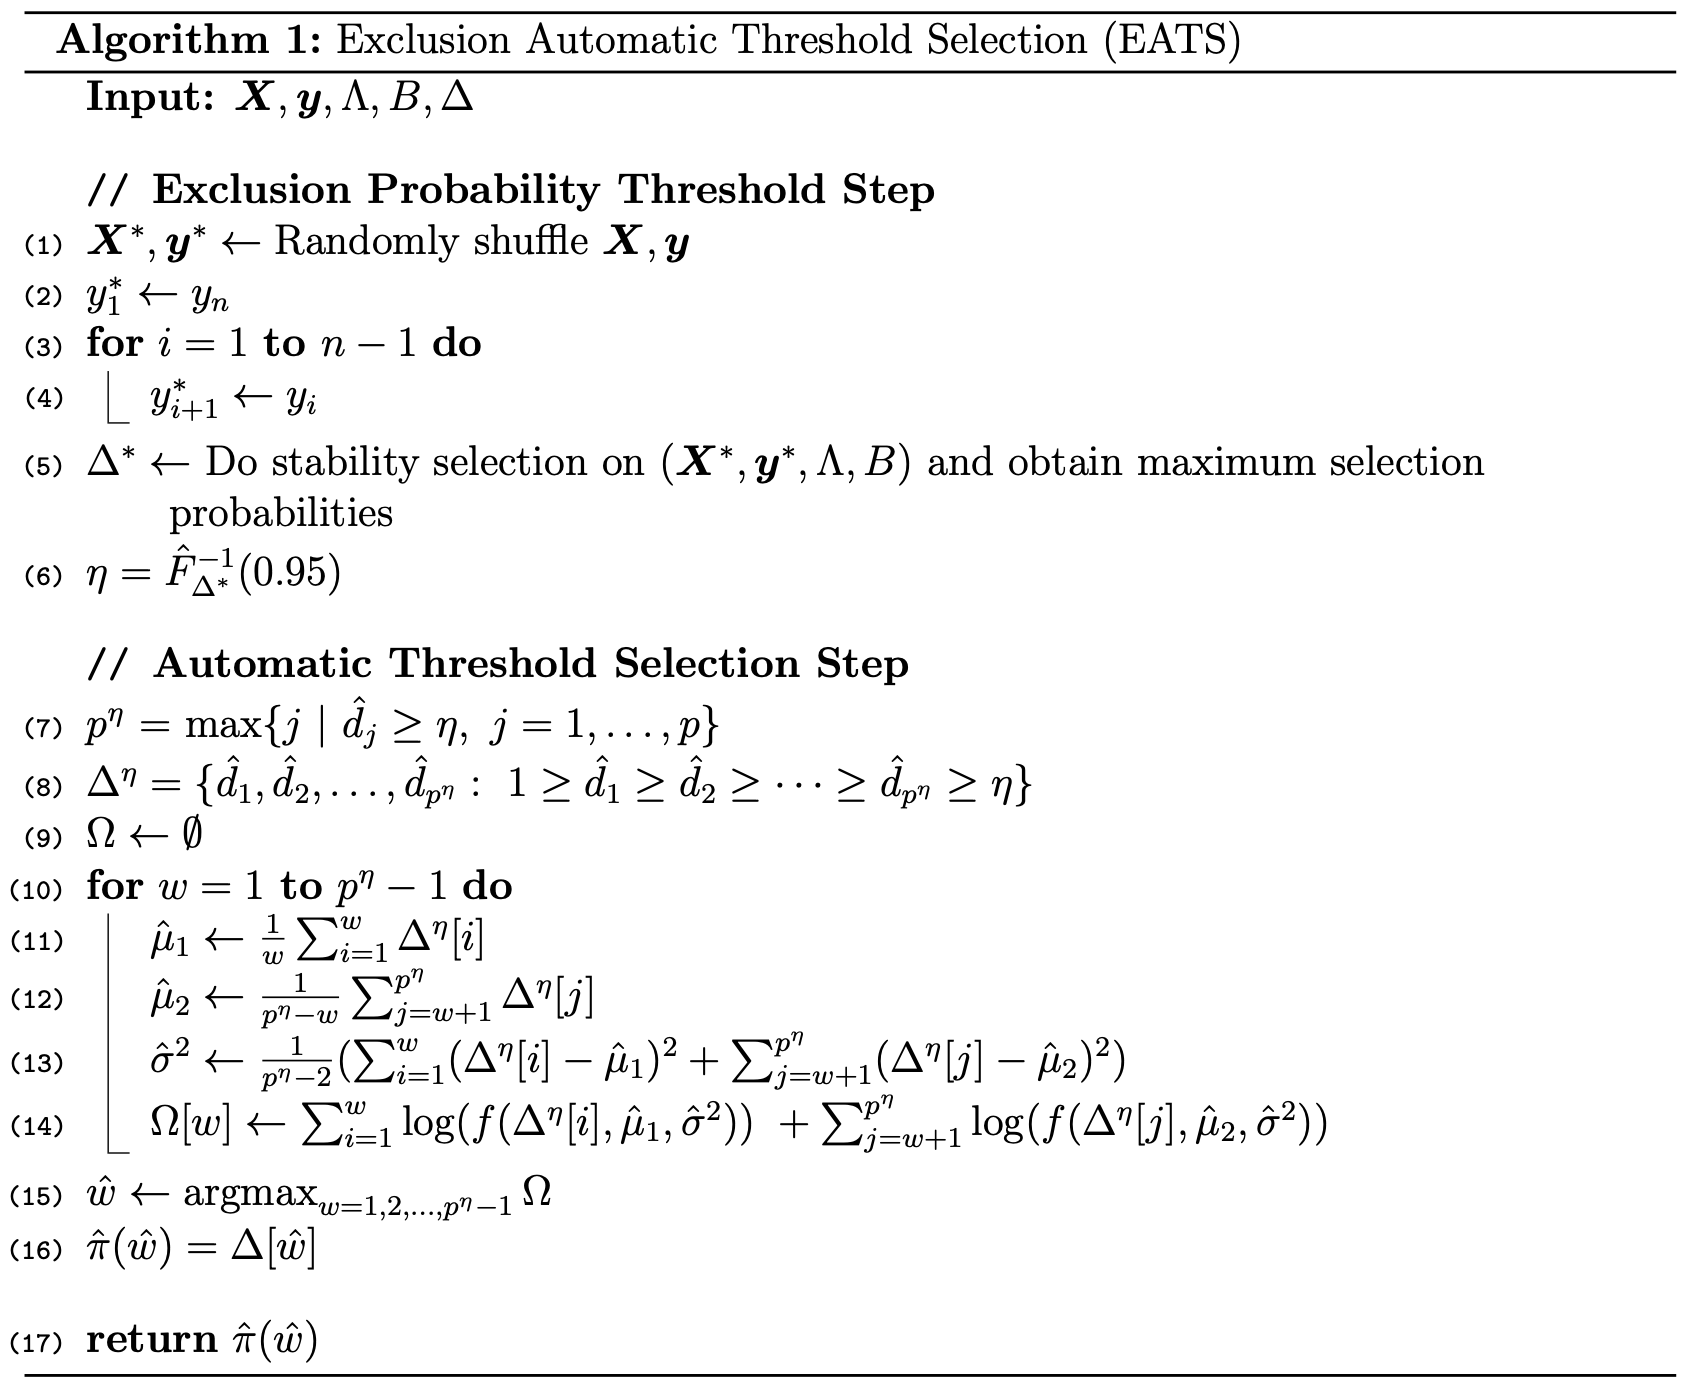 Algorithm 1: Exclusion Automatic Threshold Selection (EATS)
Input: X, y, Λ, B, Δ
// Exclusion Probability Threshold Step
(1) X*, y* ← Randomly shuffle X, y
(2) y₁* ← yₙ
(3) for i = 1 to n − 1 do
(4) y*_{i+1} ← y_i
(5) Δ* ← Do stability selection on (X*, y*, Λ, B) and obtain maximum selection
probabilities
(6) η = F̂^{-1}_{Δ*}(0.95)
// Automatic Threshold Selection Step
(7) p^η = max{j | d̂_j ≥ η, j = 1, . . . , p}
(8) Δ^η = {d̂_1, d̂_2, . . . , d̂_{p^η} : 1 ≥ d̂_1 ≥ d̂_2 ≥ · · · ≥ d̂_{p^η} ≥ η}
(9) Ω ← ∅
(10) for w = 1 to p^η − 1 do
(11) μ̂_1 ← \frac{1}{w} ∑_{i=1}^{w} Δ^η[i]
(12) μ̂_2 ← \frac{1}{p^η−w} ∑_{j=w+1}^{p^η} Δ^η[j]
(13) σ̂² ← \frac{1}{p^η−2}(∑_{i=1}^{w}(Δ^η[i] − μ̂_1)² + ∑_{j=w+1}^{p^η}(Δ^η[j] − μ̂_2)²)
(14) Ω[w] ← ∑_{i=1}^{w} log(f(Δ^η[i], μ̂_1, σ̂²)) + ∑_{j=w+1}^{p^η} log(f(Δ^η[j], μ̂_2, σ̂²))
(15) ŵ ← argmax_{w=1,2,...,p^η−1} Ω
(16) π̂(ŵ) = Δ[ŵ]
(17) return π̂(ŵ)